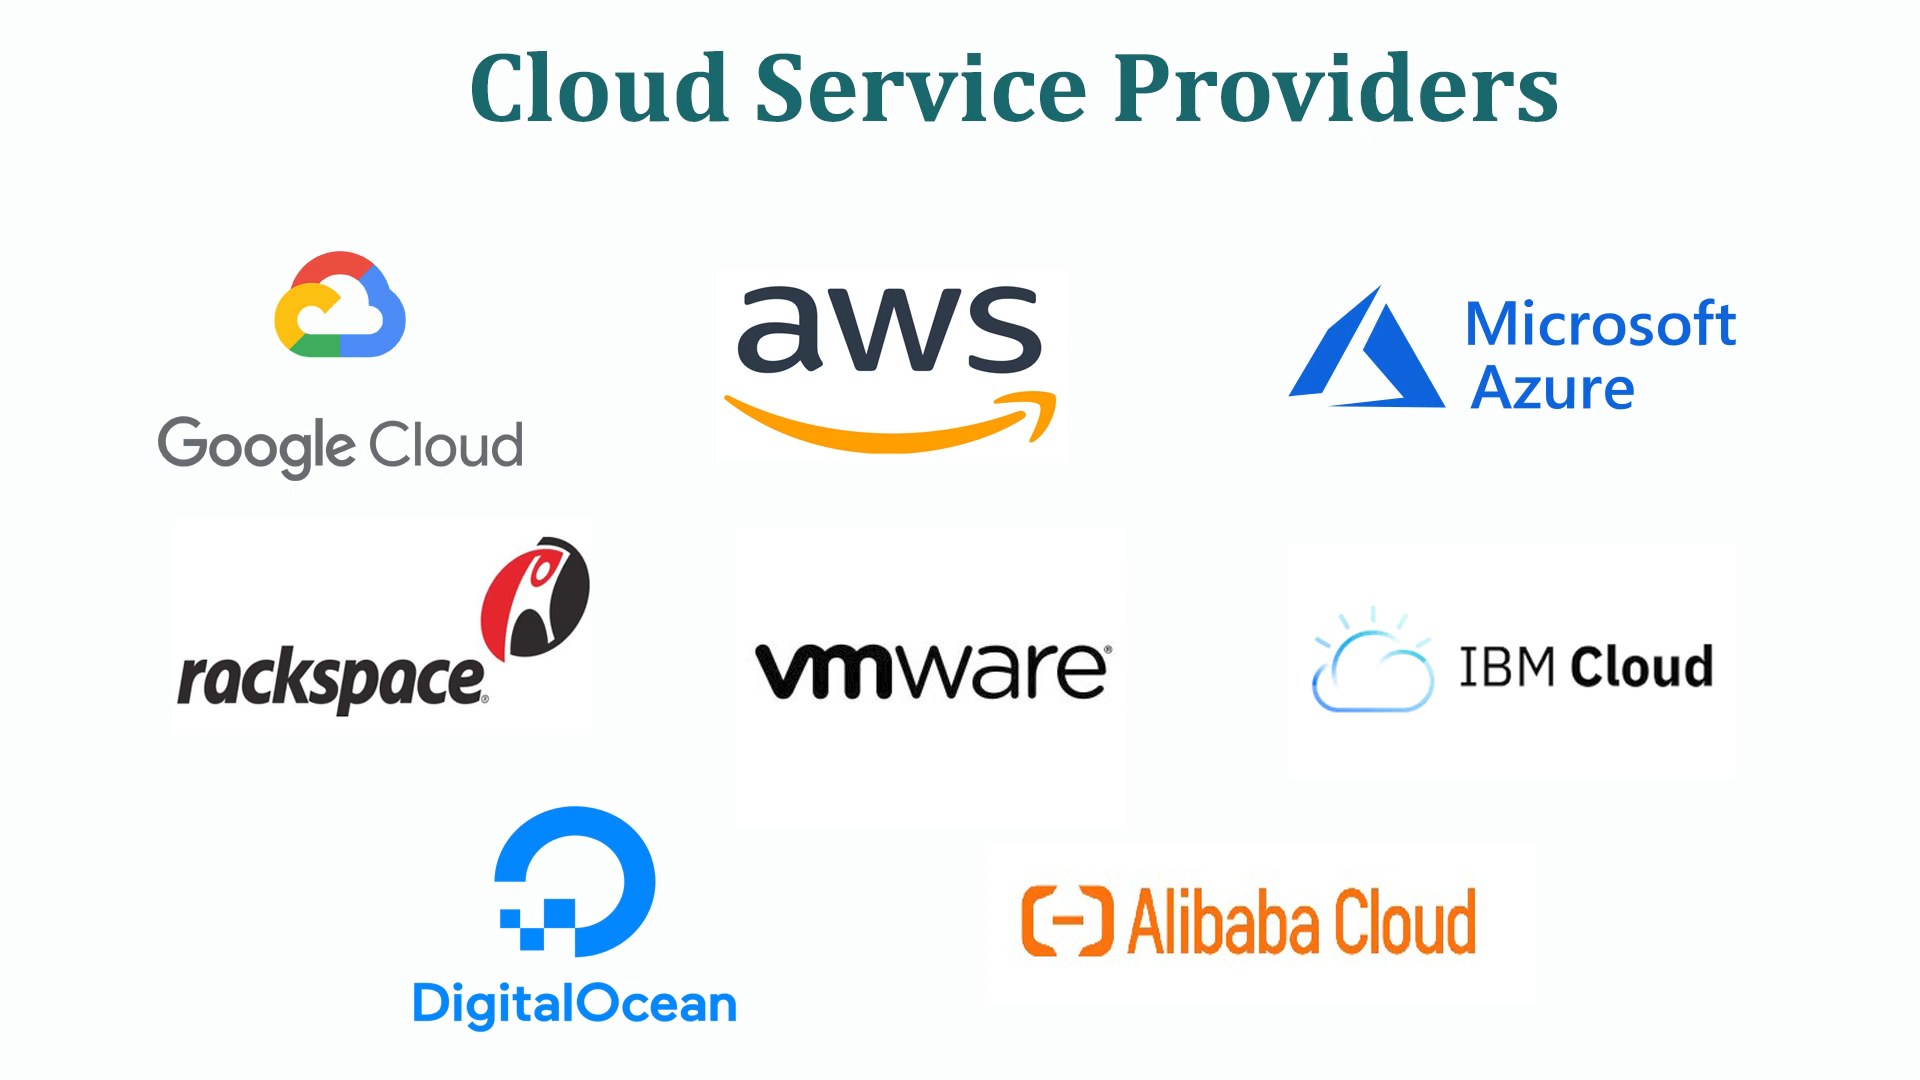 Cloud Service Providers
Google Cloud
aws
Microsoft
Azure
rackspace®
vmware®
IBM Cloud
DigitalOcean
Alibaba Cloud